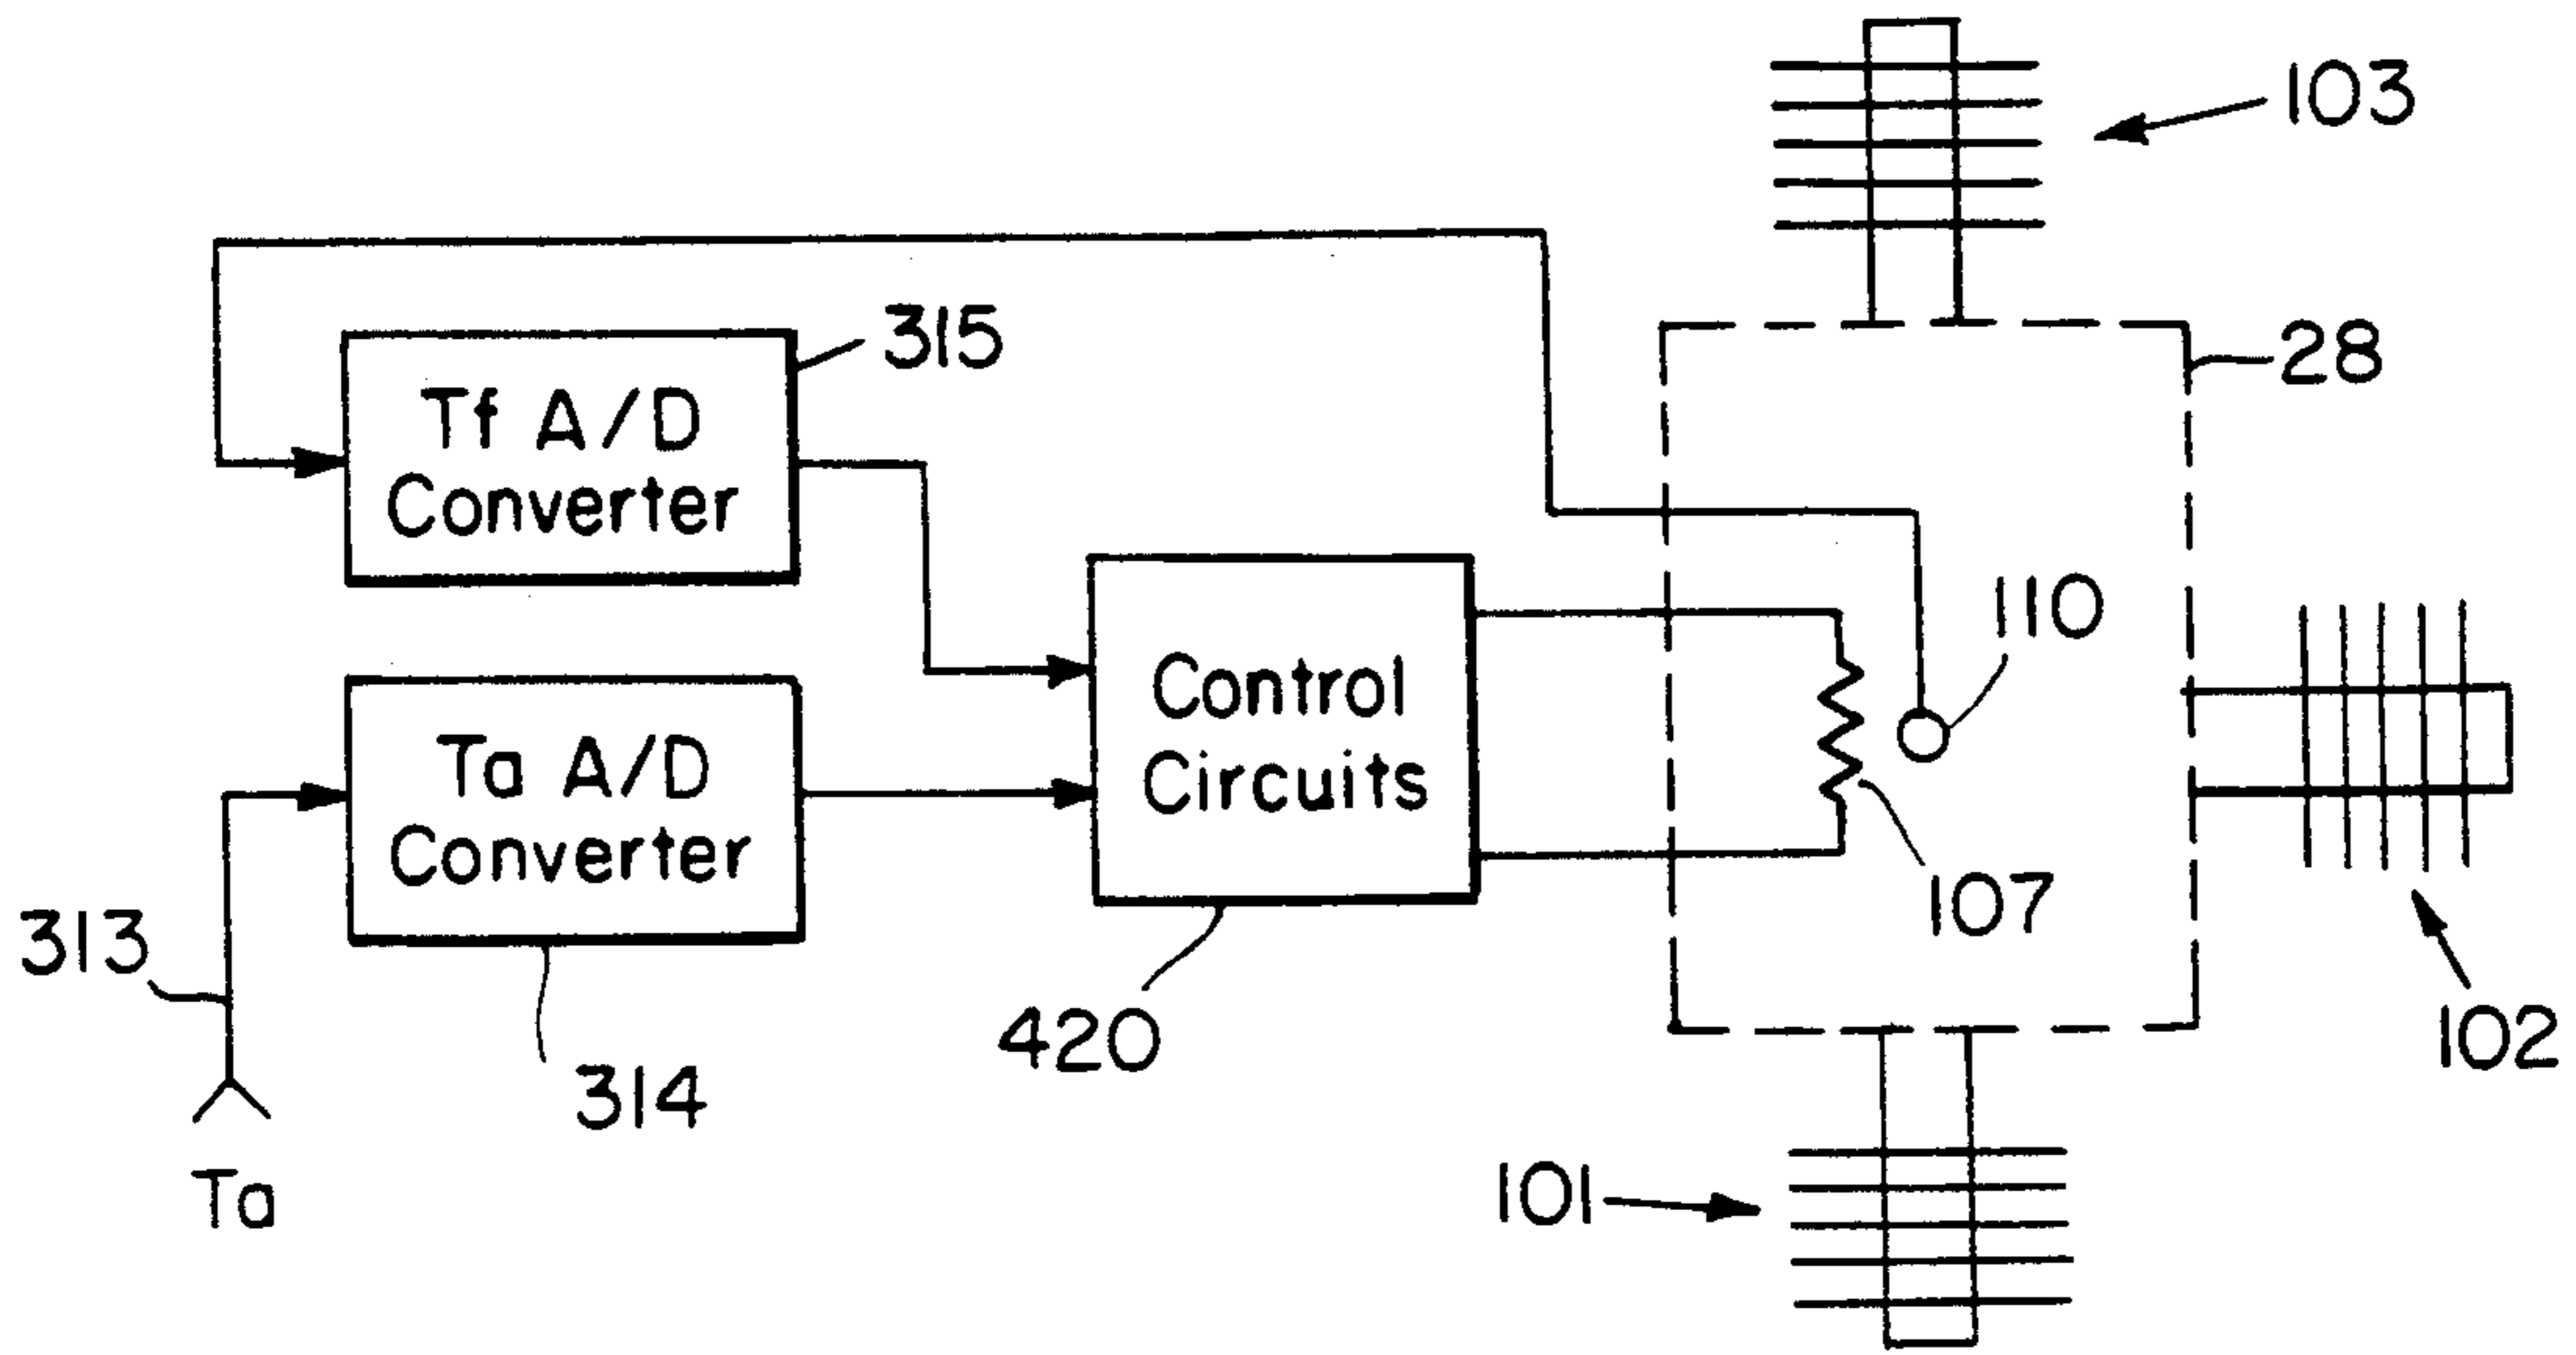 103
315
28
Tf A/D
Converter
110
Control
Circuits
Ta A/D
Converter
107
313
420
102
314
101
Ta